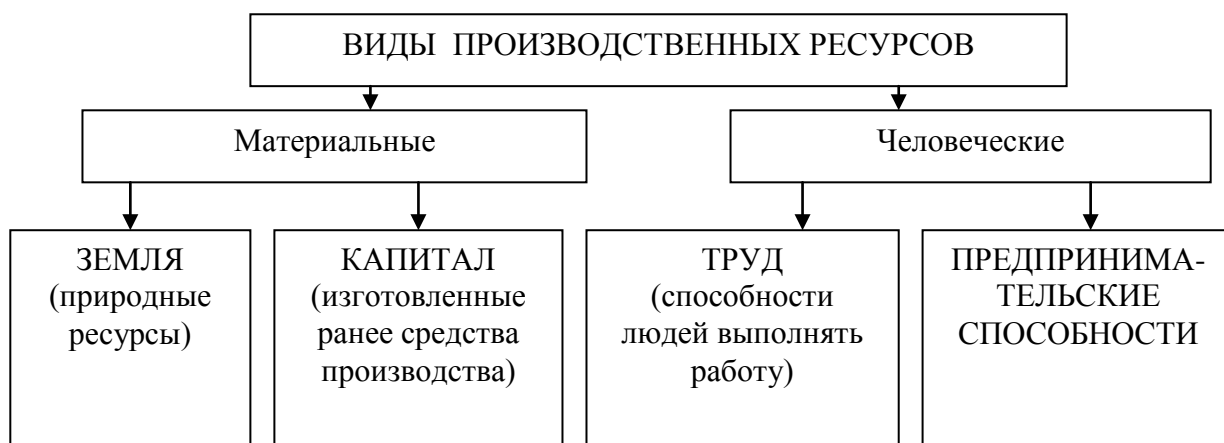 ВИДЫ ПРОИЗВОДСТВЕННЫХ РЕСУРСОВ
Материальные
Человеческие
ЗЕМЛЯ
(природные
ресурсы)
КАПИТАЛ
(изготовленные
ранее средства
производства)
ТРУД
(способности
людей выполнять
работу)
ПРЕДПРИНИМА-
ТЕЛЬСКИЕ
СПОСОБНОСТИ